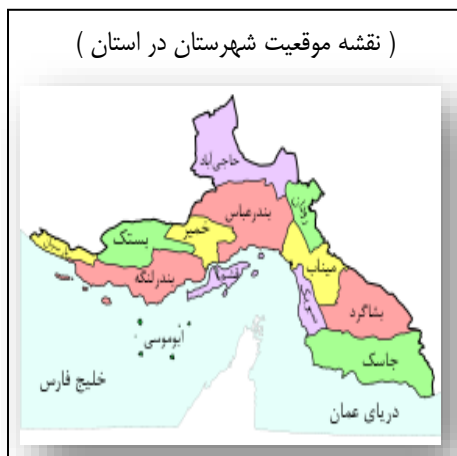 ( نقشه موقعیت شهرستان در استان )
حاجی‌آباد
بندرعباس
خمیر
بستک
میناب
بندرلنگه
بشاگرد
ابوموسی
جاسک
خلیج فارس
دریای عمان